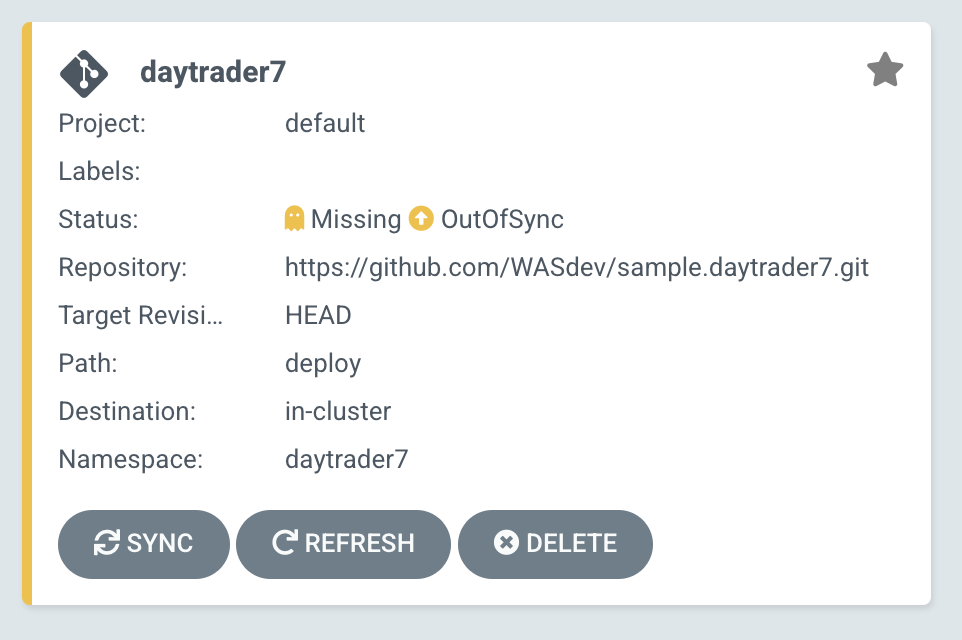 daytrader7
Project: default
Labels:
Status: Missing OutOfSync
Repository: https://github.com/WASdev/sample.daytrader7.git
Target Revisi... HEAD
Path: deploy
Destination: in-cluster
Namespace: daytrader7
SYNC REFRESH DELETE